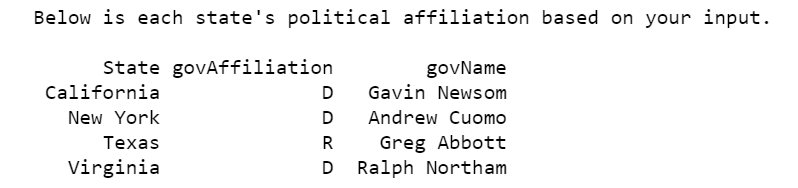 Below is each state's political affiliation based on your input.
State govAffiliation govName
California D Gavin Newsom
New York D Andrew Cuomo
Texas R Greg Abbott
Virginia D Ralph Northam